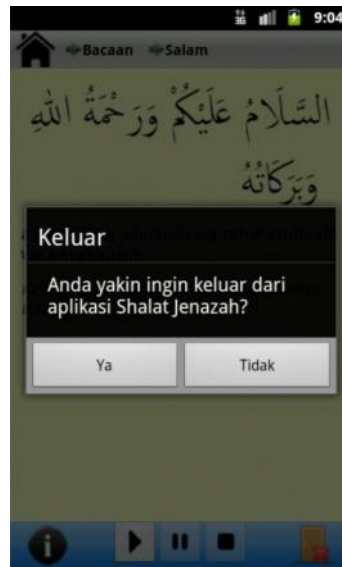 36 9:04
Bacaan Salam
السَّلَامُ عَلَيْكُمْ وَرَحْمَةُ اللهِ
وَبَرَكَاتُهُ
Keluar
Anda yakin ingin keluar dari
aplikasi Shalat Jenazah?
Ya Tidak